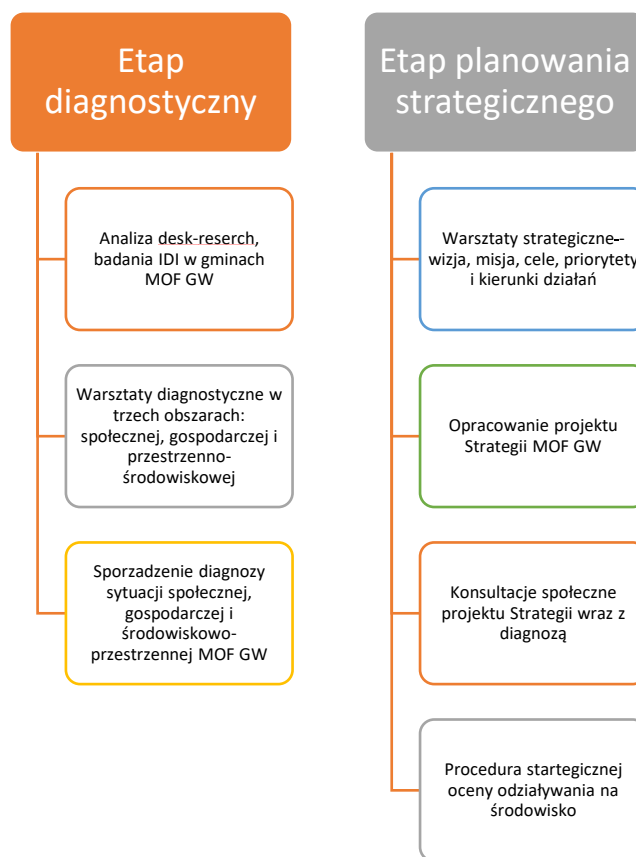 Etap
diagnostyczny
Analiza desk-reserch,
badania IDI w gminach
MOF GW
Warsztaty diagnostyczne w
trzech obszarach:
społecznej, gospodarczej i
przestrzenno-
środowiskowej
Sporzadzenie diagnozy
sytuacji społecznej,
gospodarczej i
środowiskowo-
przestrzennej MOF GW
Etap planowania
strategicznego
Warsztaty strategiczne--
wizja, misja, cele, priorytety
i kierunki działań
Opracowanie projektu
Strategii MOF GW
Konsultacje społeczne
projektu Strategii wraz z
diagnozą
Procedura startegicznej
oceny odziaływania na
środowisko